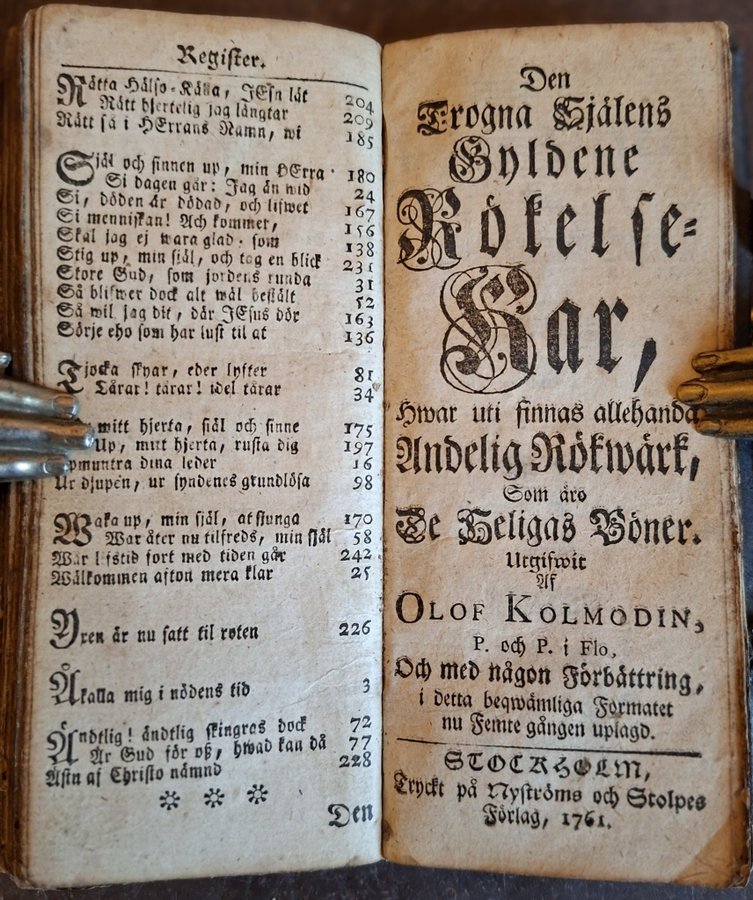 Register.
Rätta Hälso-Källa, JEsu låt 204
Rått hjertelig jag långtar 209
Rått så i HErrans Namn, wi 185
Själ och sinnen up, min HErra 180
Si dagen går: Jag än wid 24
Si, döden är dödad, och lifwet 167
Si menniskan! Ach kommer, 156
Skal jag ej wara glad. som 138
Stig up, min själ, och tag en blick 231
Store Gud, som jordens runda 31
Så blifwer dock alt wäl bestält 52
Så wil jag dit, där JEsus dör 163
Sörje eho som har lust til at 136
Tjocka skyar, eder lyfter 81
Tårar! tårar! idel tårar 34
mitt hjerta, själ och sinne 175
Up, mitt hjerta, rusta dig 197
pmuntra dina leder 16
Ur djupen, ur syndenes grundlösa 98
Waka up, min själ, at sjunga 170
War åter nu tilfreds, min själ 58
Wår lifstid fort med tiden går 242
Wälkommen afton mera klar 25
Yxen är nu satt til roten 226
Åkalla mig i nödens tid 3
Ändtlig! ändtlig skingras dock 72
Är Gud för oß, hwad kan då 77
Äsin af Christo nämnd 228
Den
Den
Trogna Själens
Gyldene
Rökelse-
Kar,
Hwar uti finnas allehanda
Andelig Rökwärk,
Som äro
De Heligas Böner.
Utgifwit
Af
OLOF KOLMODIN,
P. och P. i Flo,
Och med någon Förbättring,
i detta beqwämliga Formatet
nu Femte gången uplagd.
STOCKHOLM,
Tryckt på Nyströms och Stolpes
Förlag, 1761.